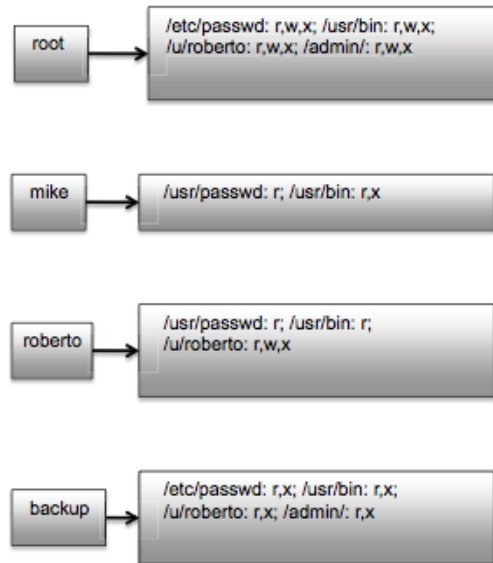 root
/etc/passwd: r,w,x; /usr/bin: r,w,x;
/u/roberto: r,w,x; /admin/: r,w,x
mike
/usr/passwd: r; /usr/bin: r,x
roberto
/usr/passwd: r; /usr/bin: r;
/u/roberto: r,w,x
backup
/etc/passwd: r,x; /usr/bin: r,x;
/u/roberto: r,x; /admin/: r,x